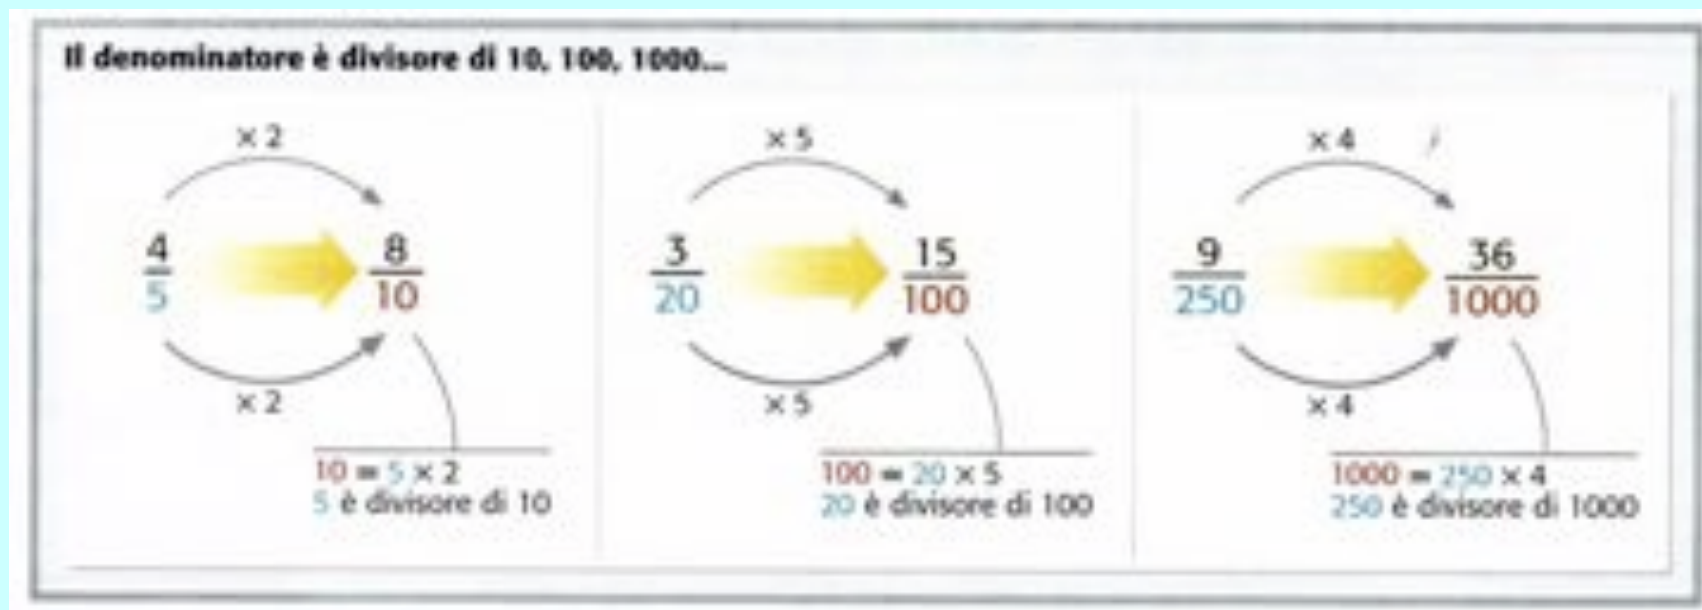 Il denominatore è divisore di 10, 100, 1000...
× 2
4/5 8/10
× 2
10 = 5 × 2
5 è divisore di 10
× 5
3/20 15/100
× 5
100 = 20 × 5
20 è divisore di 100
× 4
9/250 36/1000
× 4
1000 = 250 × 4
250 è divisore di 1000